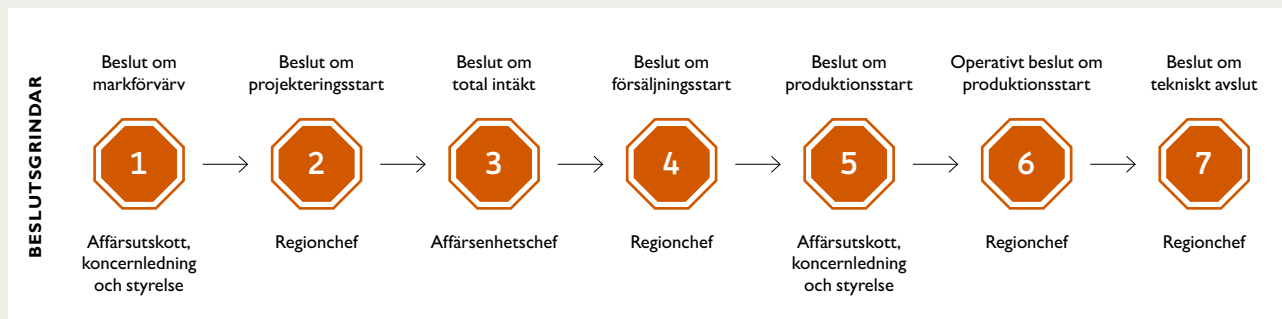 BESLUTSGRINDAR
Beslut om
markförvärv
1
Affärsutskott,
koncernledning
och styrelse
Beslut om
projekteringsstart
2
Regionchef
Beslut om
total intäkt
3
Affärsenhetschef
Beslut om
försäljningsstart
4
Regionchef
Beslut om
produktionsstart
5
Affärsutskott,
koncernledning
och styrelse
Operativt beslut om
produktionsstart
6
Regionchef
Beslut om
tekniskt avslut
7
Regionchef